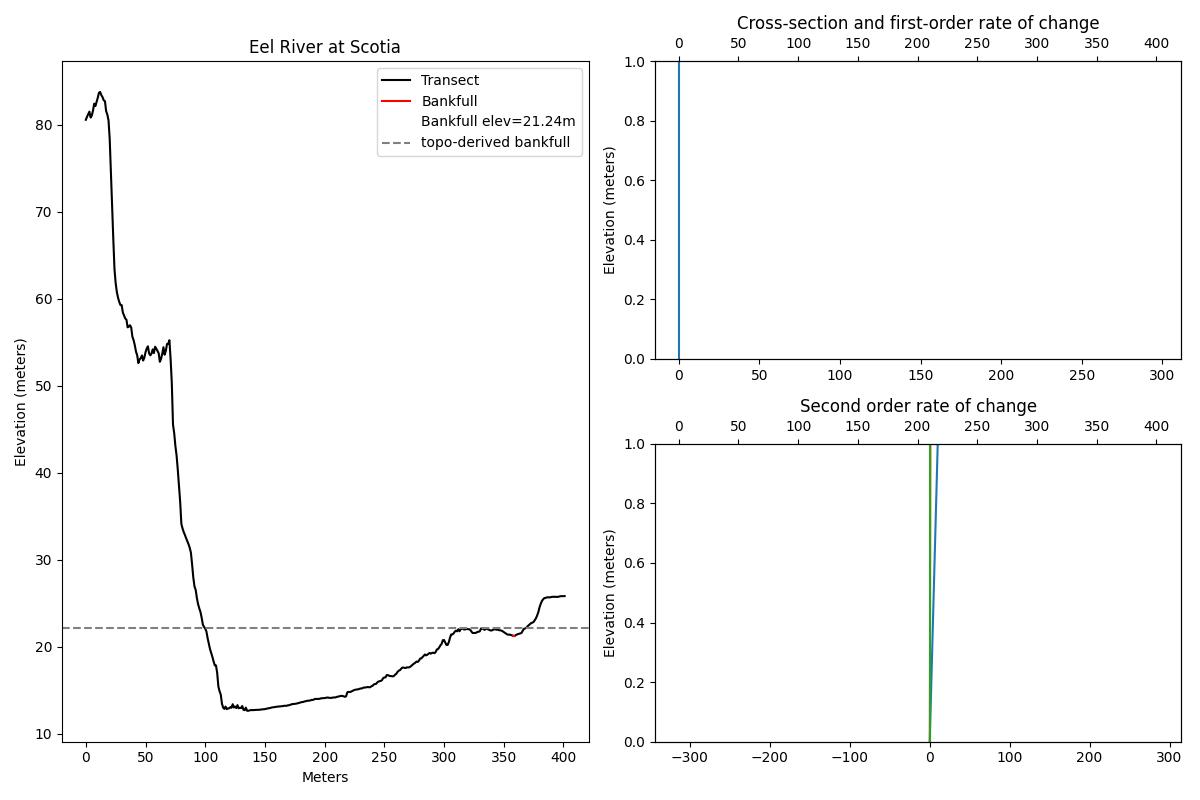 Eel River at Scotia
Transect
Bankfull
Bankfull elev=21.24m
topo-derived bankfull
80
70
60
50
40
30
20
10
Elevation (meters)
0 50 100 150 200 250 300 350 400
Meters
Cross-section and first-order rate of change
0 50 100 150 200 250 300 350 400
1.0
0.8
0.6
0.4
0.2
0.0
Elevation (meters)
0 50 100 150 200 250 300
Second order rate of change
0 50 100 150 200 250 300 350 400
1.0
0.8
0.6
0.4
0.2
0.0
Elevation (meters)
−300 −200 −100 0 100 200 300